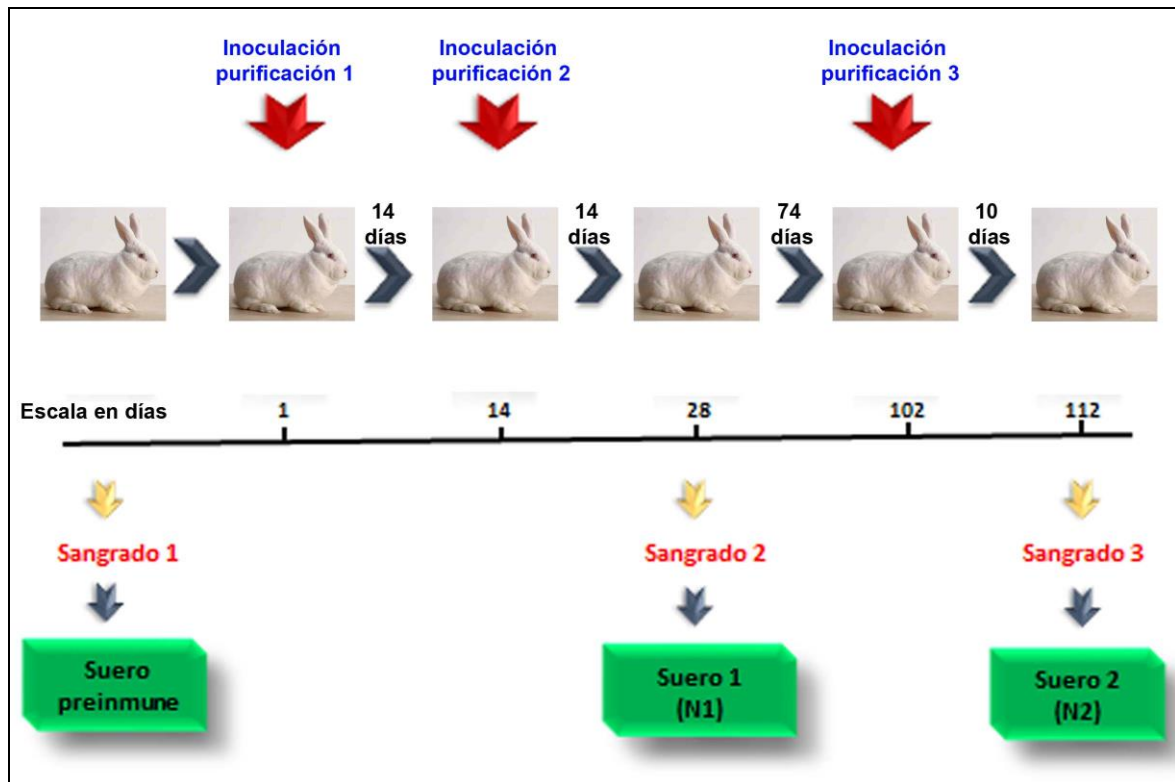 Inoculación
purificación 1
Inoculación
purificación 2
Inoculación
purificación 3
14
días
14
días
74
días
10
días
Escala en días
1
14
28
102
112
Sangrado 1
Sangrado 2
Sangrado 3
Suero
preinmune
Suero 1
(N1)
Suero 2
(N2)